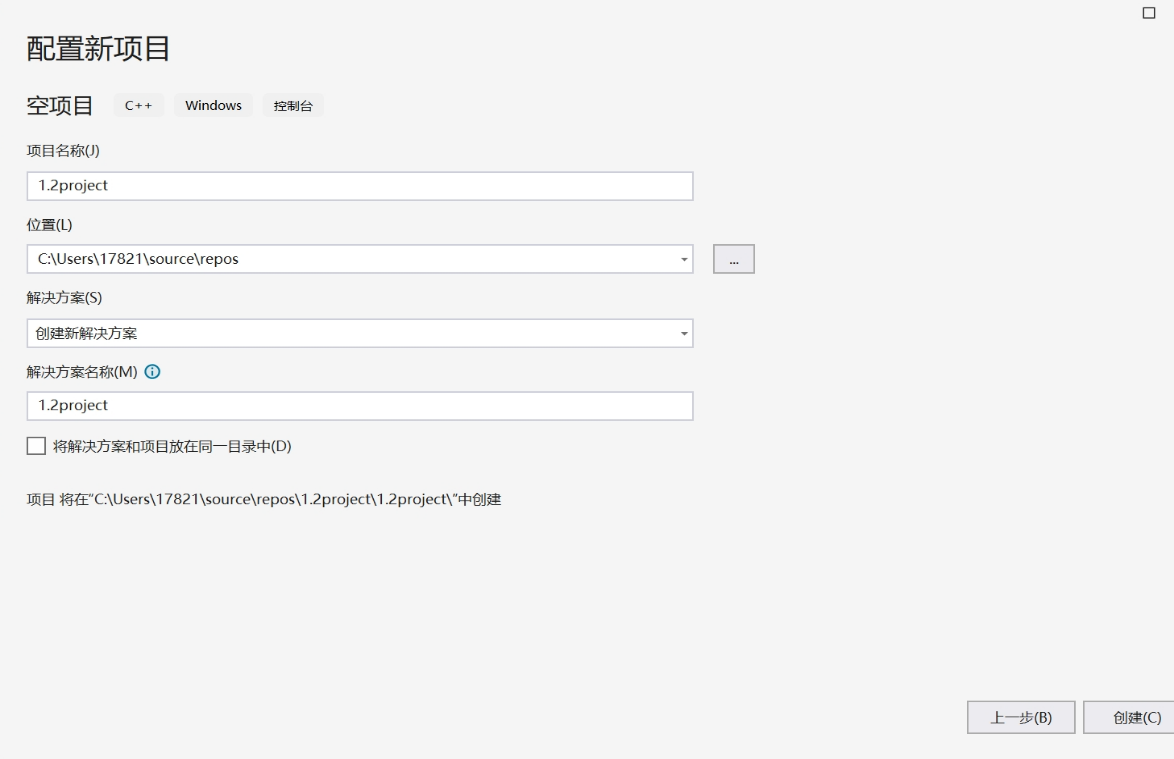 配置新项目
空项目 C++ Windows 控制台
项目名称(J)
1.2project
位置(L)
C:\Users\17821\source\repos
...
解决方案(S)
创建新解决方案
解决方案名称(M)
1.2project
将解决方案和项目放在同一目录中(D)
项目 将在"C:\Users\17821\source\repos\1.2project\1.2project\"中创建
上一步(B) 创建(C)